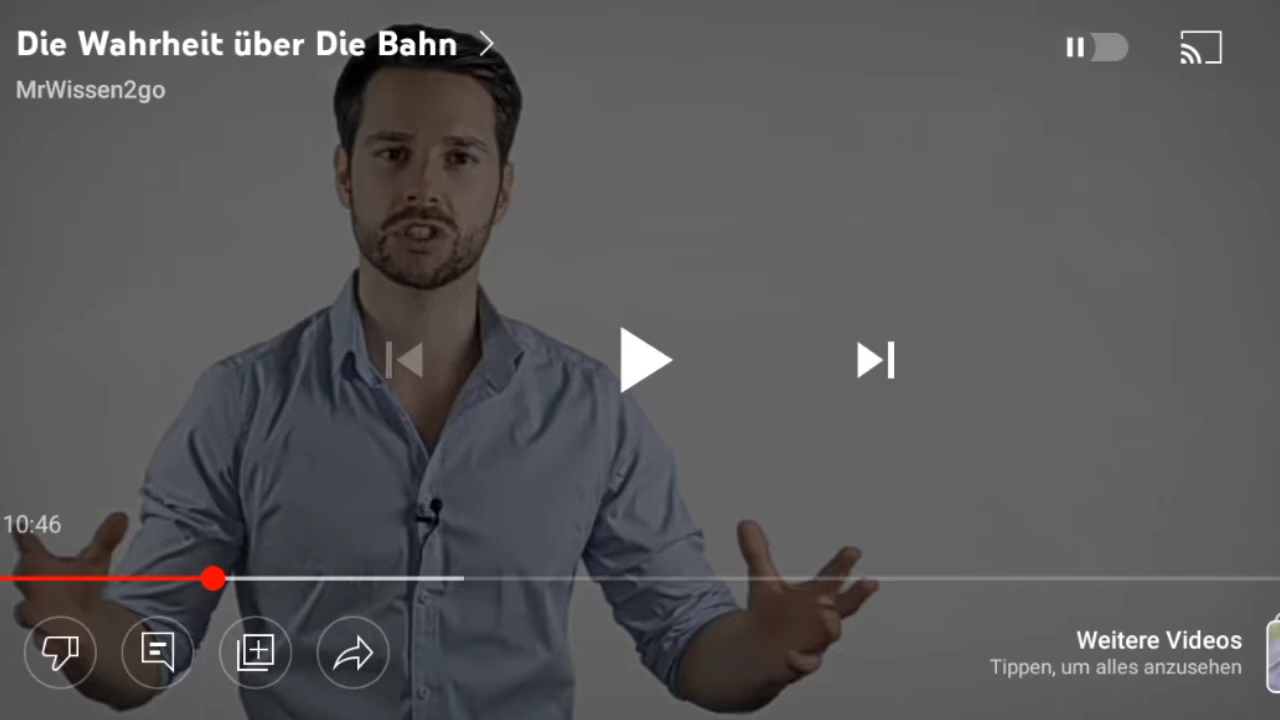 Die Wahrheit über Die Bahn
MrWissen2go
10:46
Weitere Videos
Tippen, um alles anzusehen